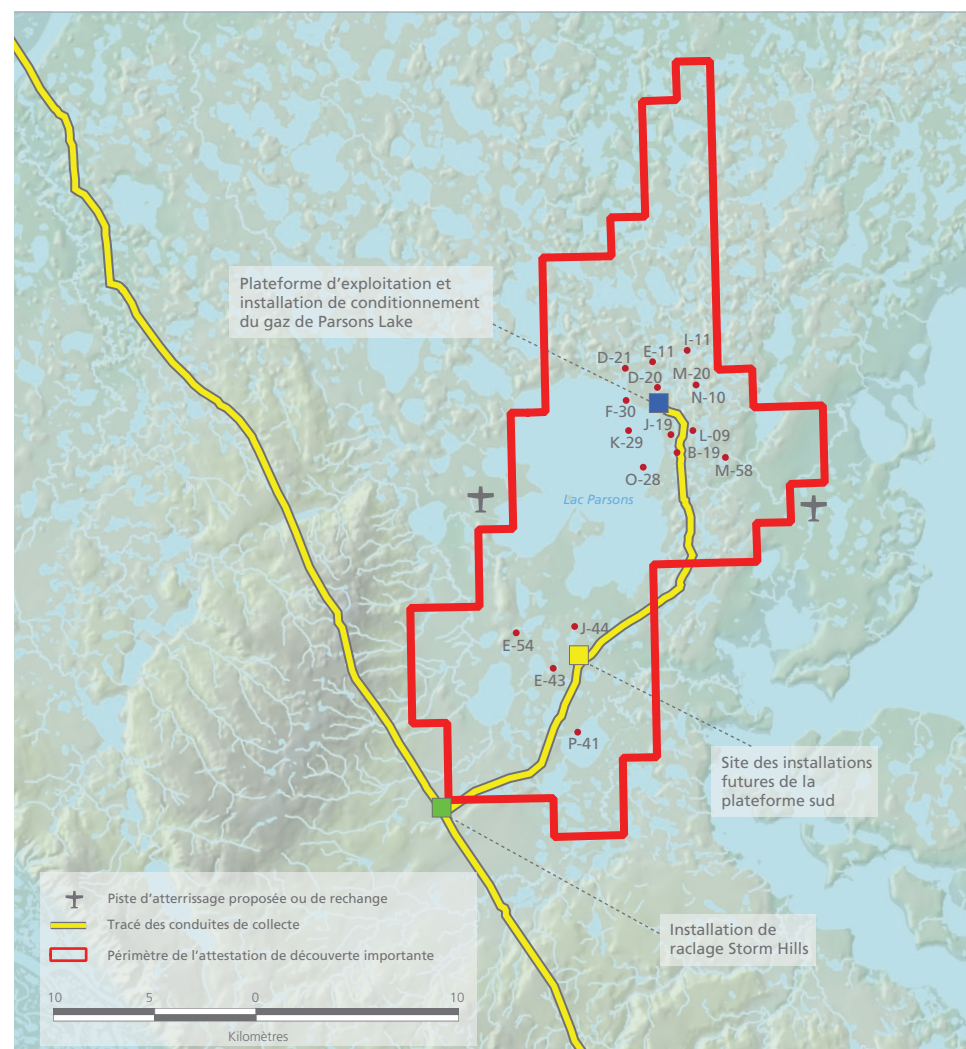 Plateforme d'exploitation et
installation de conditionnement
du gaz de Parsons Lake
I-11
E-11
D-21
M-20
D-20
N-10
F-30
J-19
L-09
K-29
B-19
M-58
O-28
Lac Parsons
J-44
E-54
E-43
P-41
Site des installations
futures de la
plateforme sud
Installation de
raclage Storm Hills
Piste d'atterrissage proposée ou de rechange
Tracé des conduites de collecte
Périmètre de l'attestation de découverte importante
10 5 0 10
Kilomètres